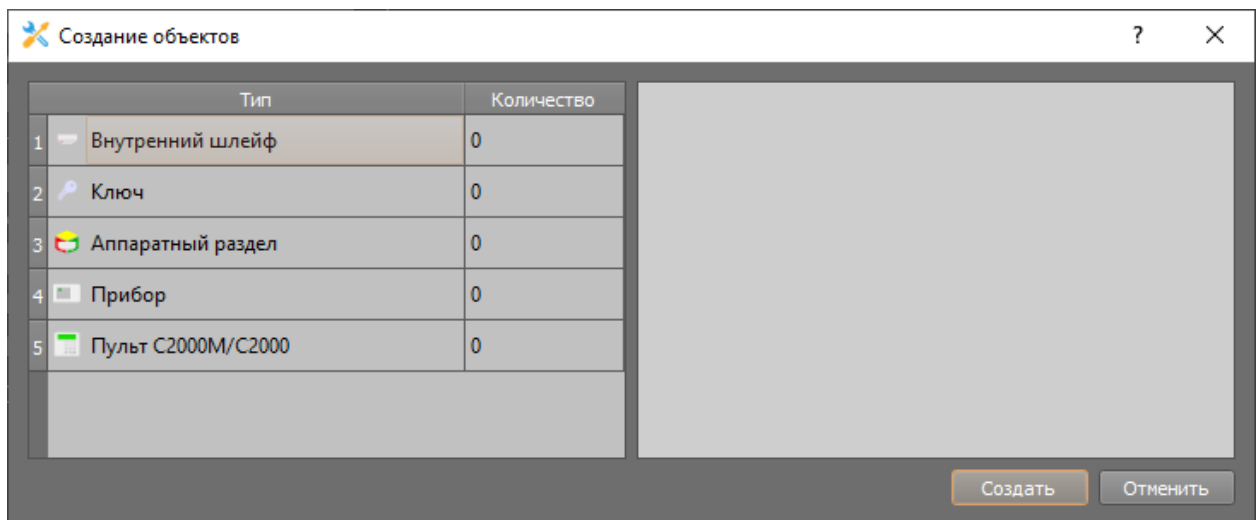 Создание объектов
?
Тип Количество
1 Внутренний шлейф 0
2 Ключ 0
3 Аппаратный раздел 0
4 Прибор 0
5 Пульт С2000М/С2000 0
Создать Отменить